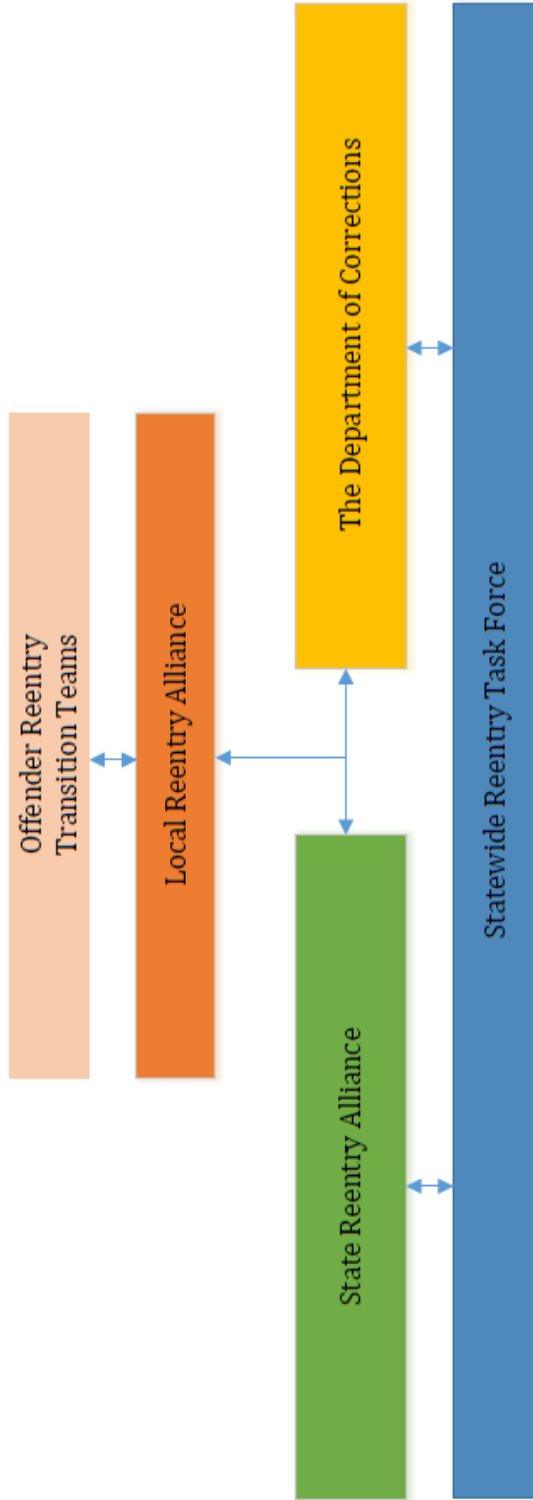 Offender Reentry
Transition Teams
Local Reentry Alliance
State Reentry Alliance
The Department of Corrections
Statewide Reentry Task Force